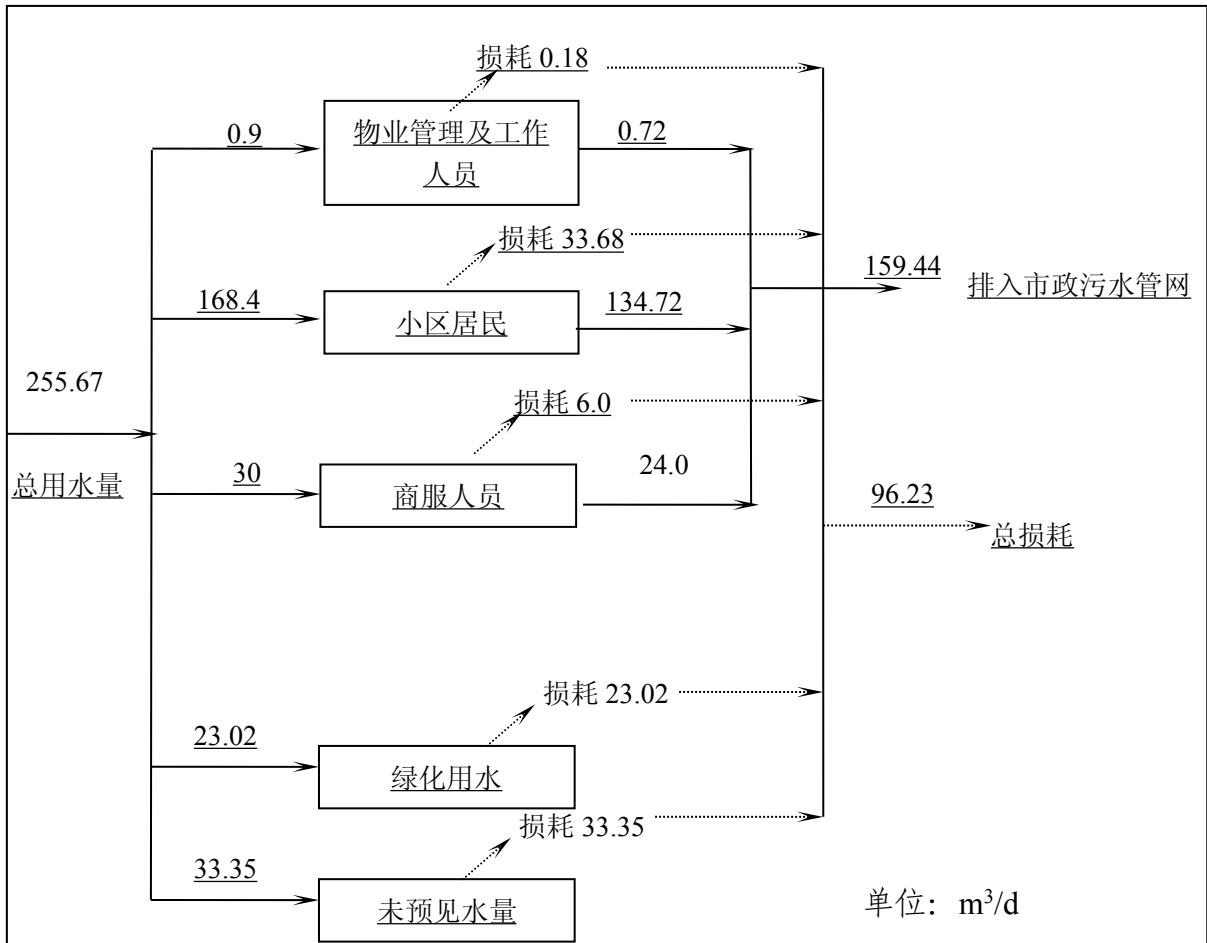 损耗 0.18
0.9
物业管理及工作
人员
0.72
损耗 33.68
168.4
小区居民
134.72
159.44
排入市政污水管网
255.67
总用水量
损耗 6.0
30
商服人员
24.0
96.23
总损耗
损耗 23.02
23.02
绿化用水
损耗 33.35
33.35
未预见水量
单位：m³/d